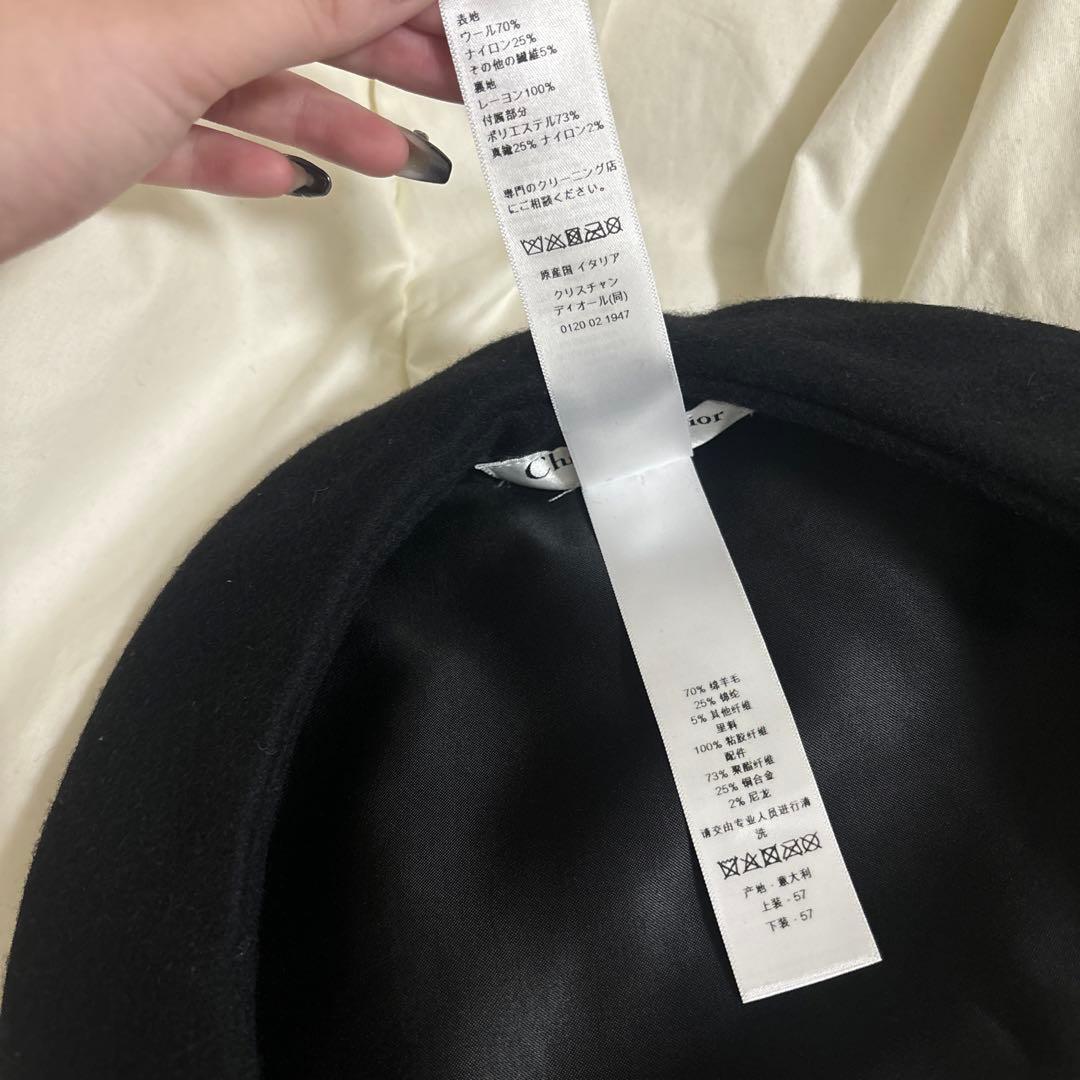 表地
ウール70%
ナイロン25%
その他の繊維5%
裏地
レーヨン100%
付属部分
ポリエステル73%
真鍮25% ナイロン2%
専門のクリーニング店
にご相談ください。
原産国 イタリア
クリスチャン
ディオール(同)
0120 02 1947
Ch
ior
70% 绵羊毛
25% 锦纶
5% 其他纤维
里料
100% 粘胶纤维
配件
73% 聚酯纤维
25% 铜合金
2% 尼龙
请交由专业人员进行清
洗
产地 - 意大利
上装 - 57
下装 - 57